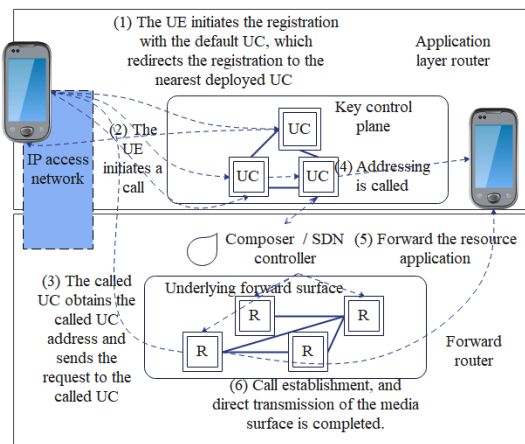 (1) The UE initiates the registration
with the default UC, which
redirects the registration to the
nearest deployed UC
Application
layer router
Key control
plane
UC
(2) The
UE
initiates a
call
IP access
network
UC
UC
(4) Addressing
is called
Composer / SDN
controller
(5) Forward the resource
application
(3) The called
UC obtains the
called UC
address and
sends the
request to the
called UC
Underlying forward surface
R
R
R
R
Forward
router
(6) Call establishment, and
direct transmission of the media
surface is completed.